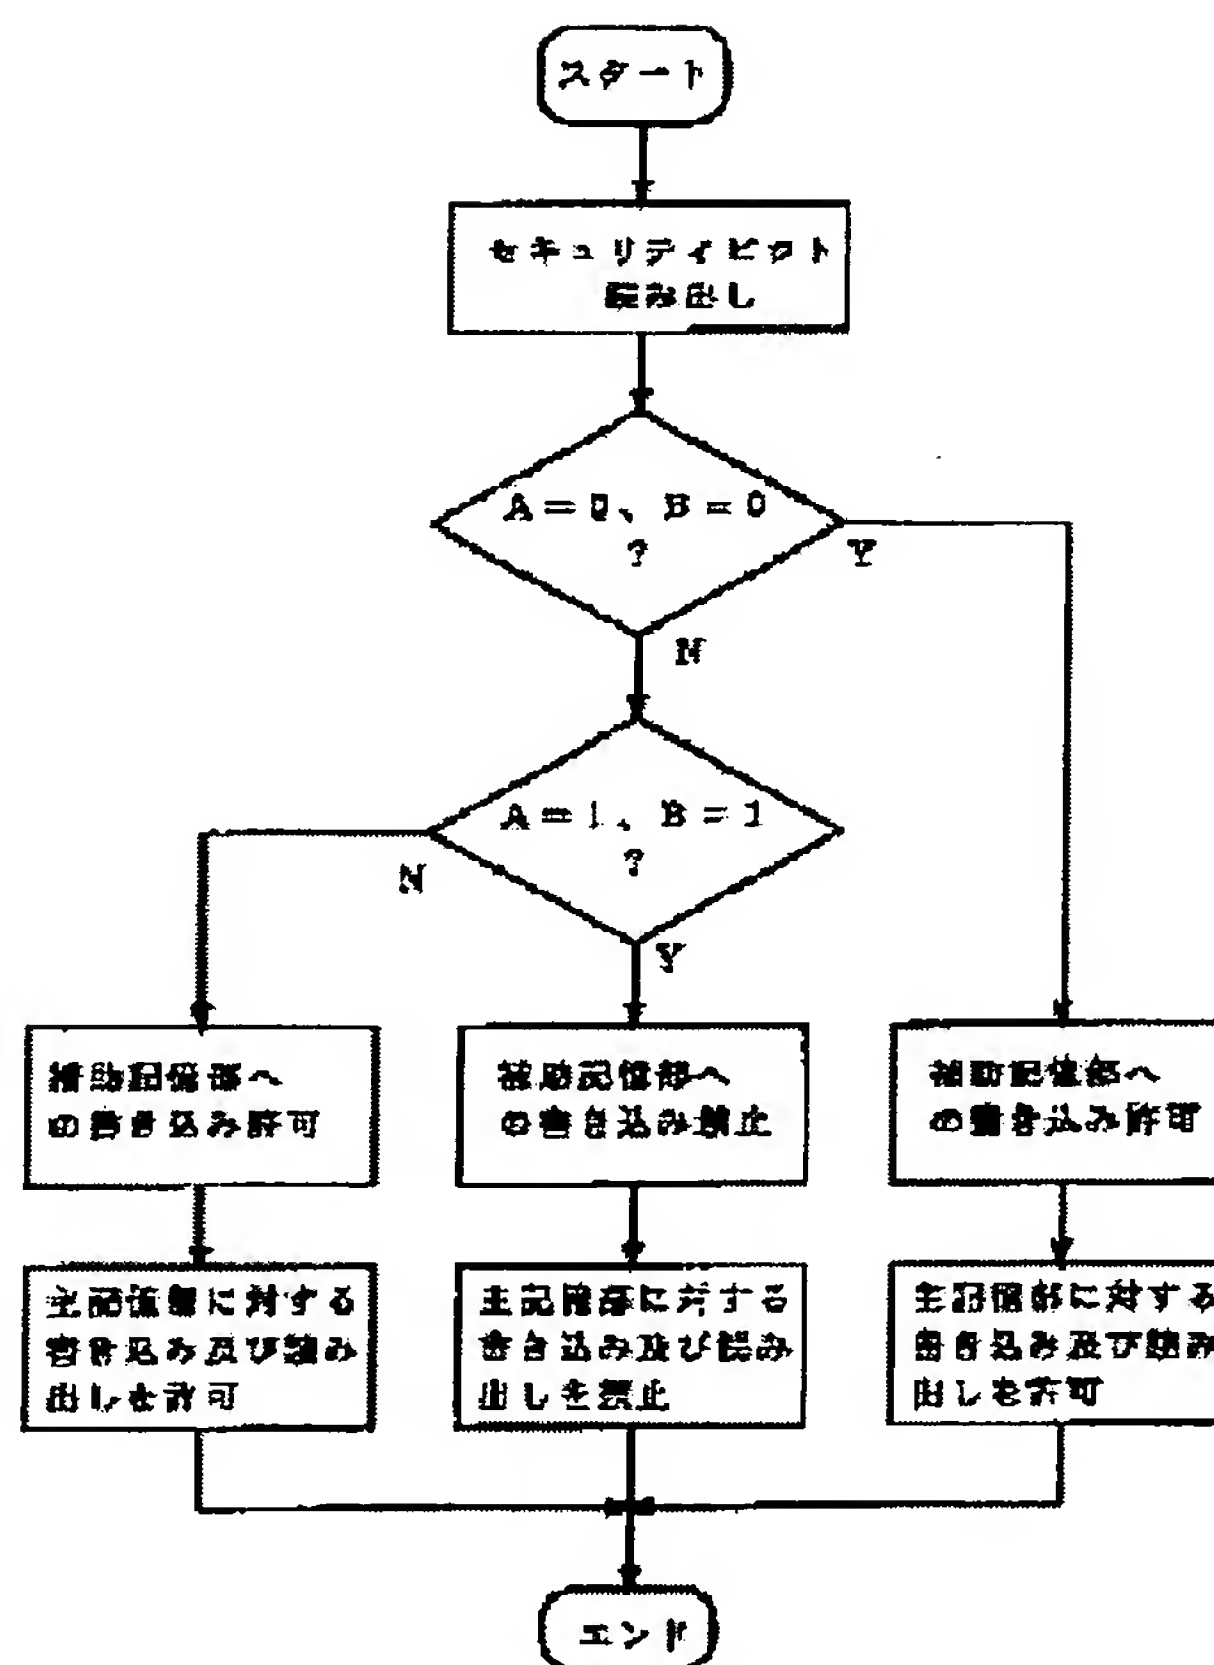 スタート
セキュリティビット
読み出し
A=0、B=0
?
Y
N
A=1、B=1
?
N
Y
補助記憶部へ
の書き込み許可
補助記憶部へ
の書き込み禁止
補助記憶部へ
の書き込み許可
主記憶部に対する
書き込み及び読み
出しを許可
主記憶部に対する
書き込み及び読み
出しを禁止
主記憶部に対する
書き込み及び読み
出しを許可
エンド